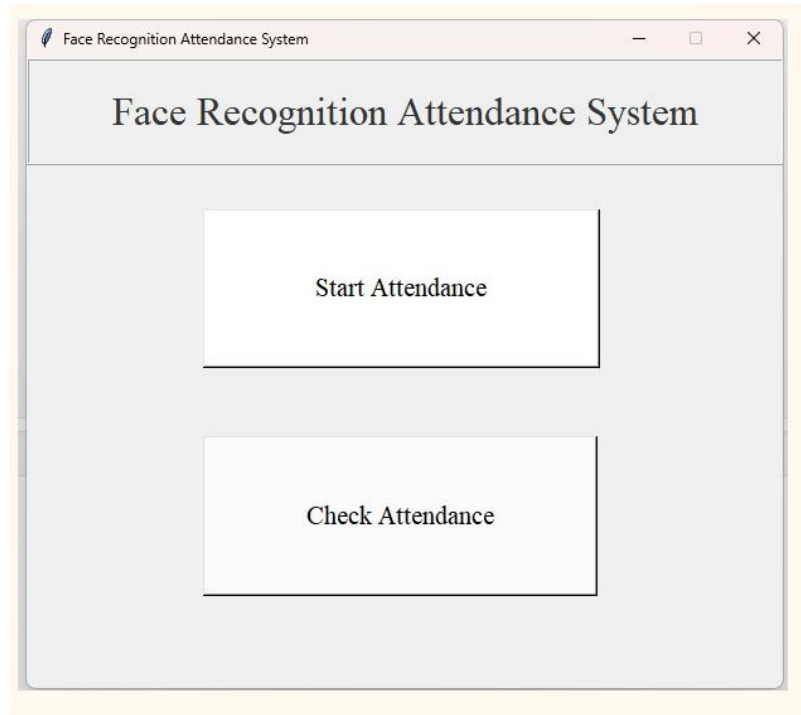 Face Recognition Attendance System
Face Recognition Attendance System
Start Attendance
Check Attendance